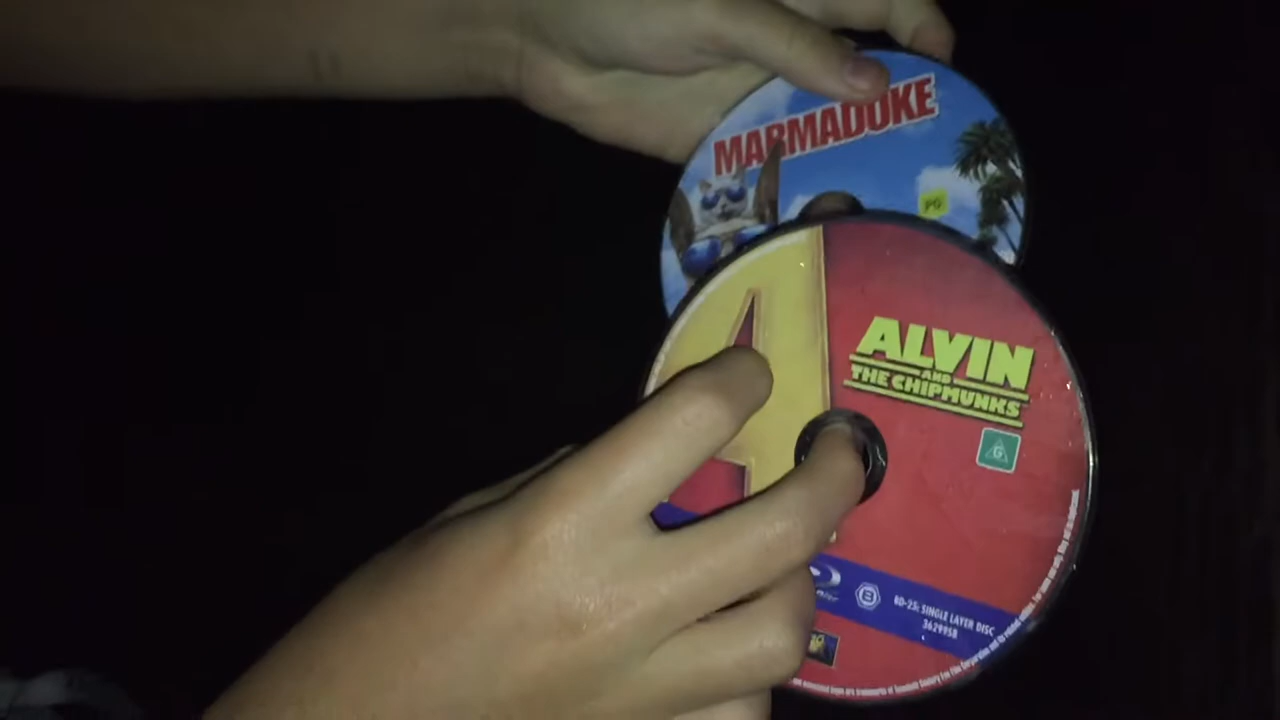 MARMADUKE
PG
ALVIN
AND
THE CHIPMUNKS
G
B
BD-25: SINGLE LAYER DISC
3629958